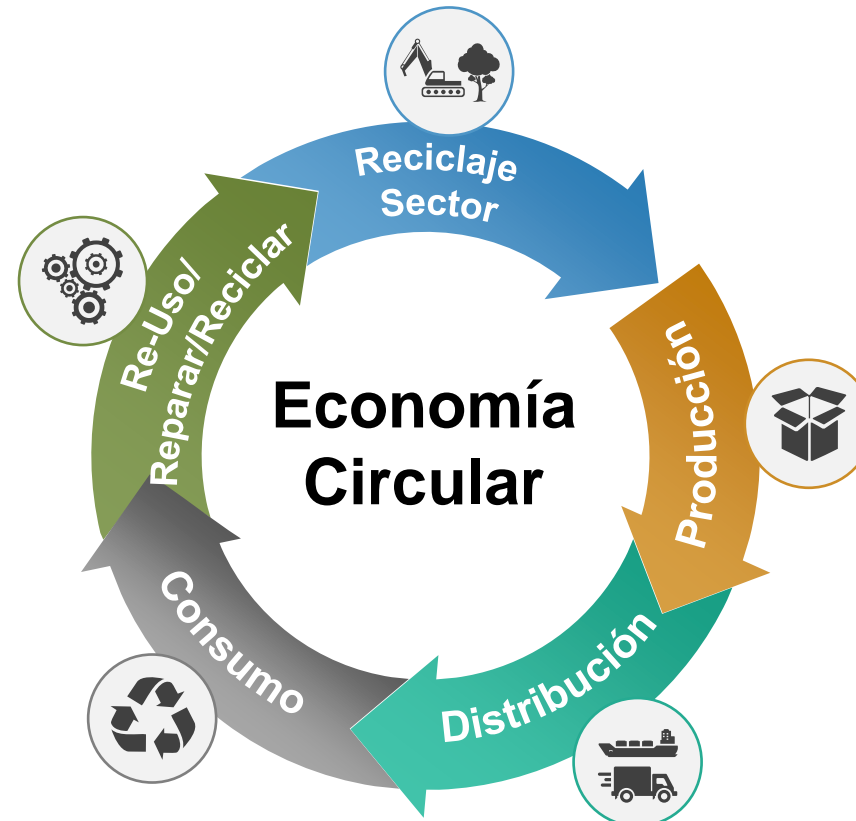 Reciclaje
Sector
Producción
Distribución
Consumo
Re-Uso/
Reparar/Reciclar
Economía
Circular